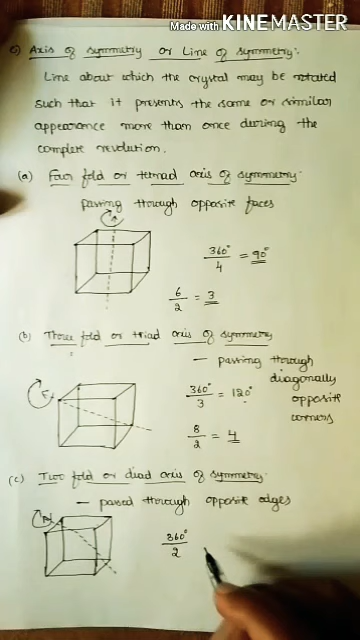 Made with KINEMASTER
c) Axis of symmetry or Line of symmetry:
Line about which the crystal may be rotated
such that it presents the same or similar
appearance more than once during the
complete revolution.
(a) Four fold or tetrad axis of symmetry
passing through opposite faces
360° / 4 = 90°
6 / 2 = 3
(b) Three fold or triad axis of symmetry
— passing through
diagonally
opposite
corners
360° / 3 = 120°
8 / 2 = 4
(c) Two fold or diad axis of symmetry
— passed through opposite edges
360° / 2